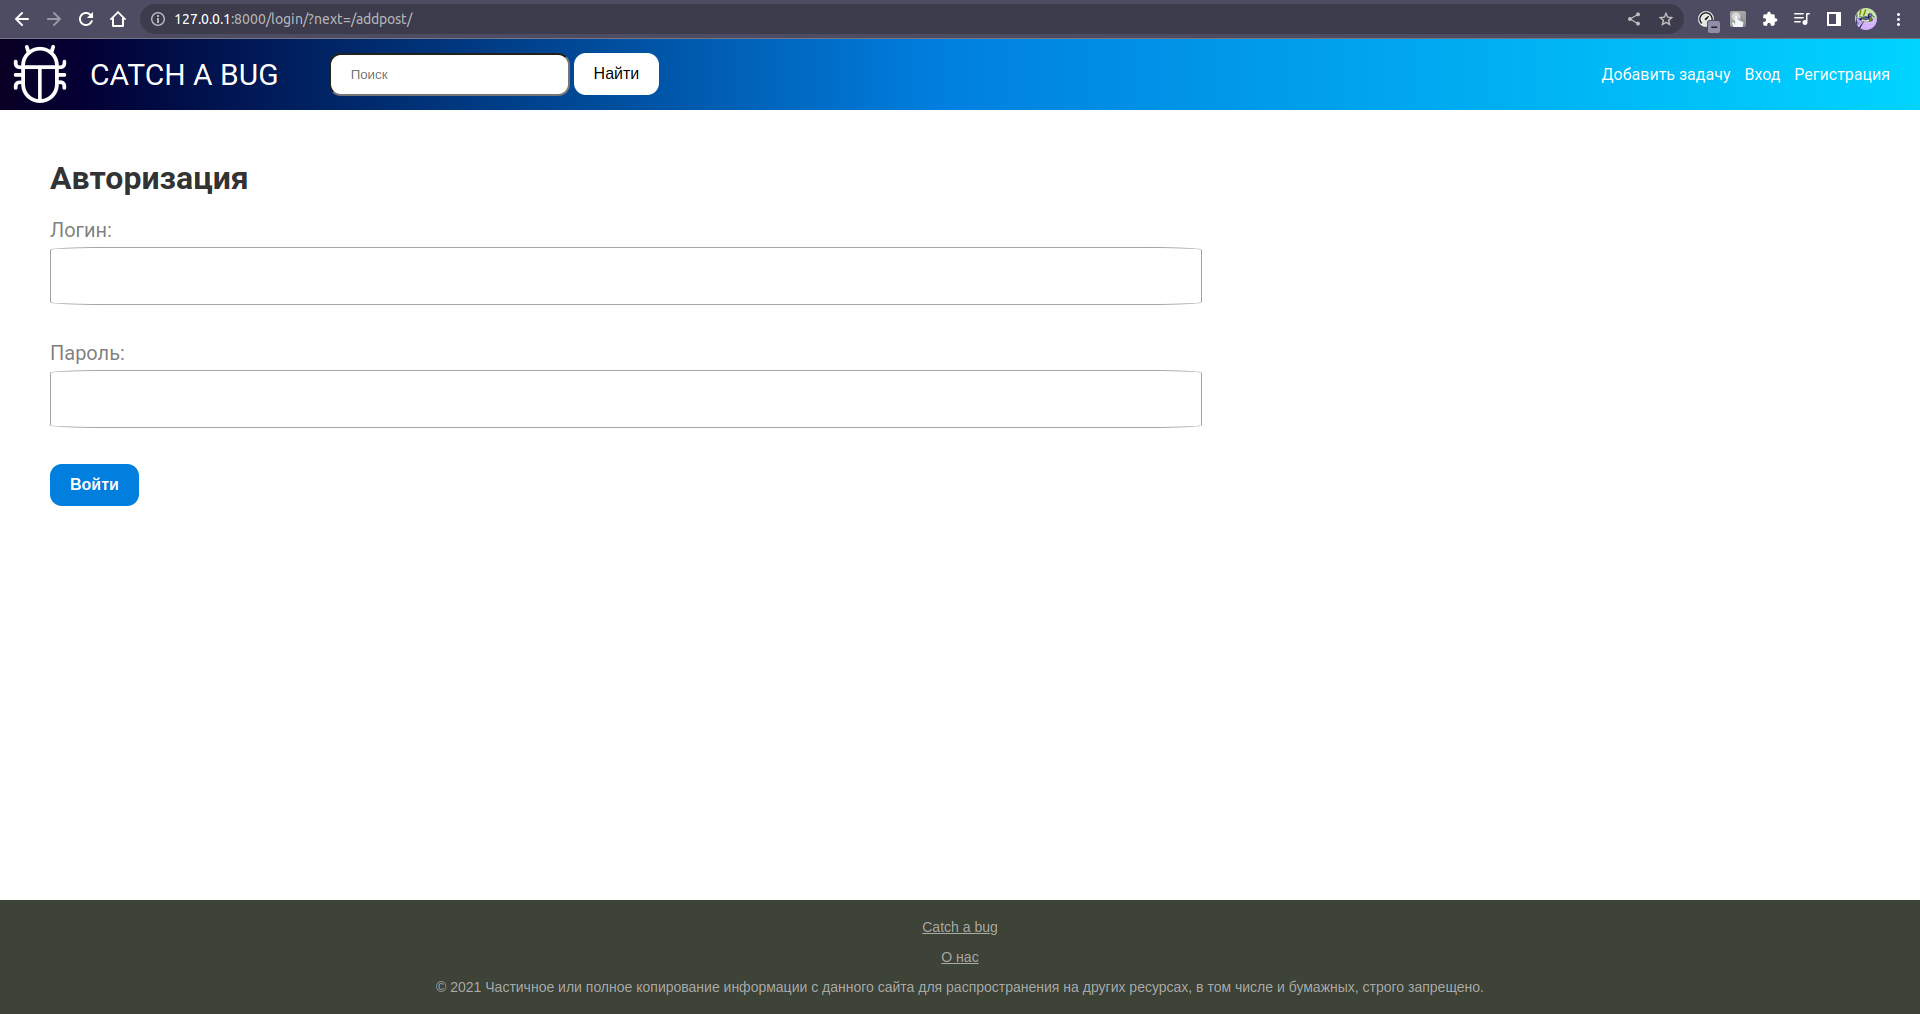 127.0.0.1:8000/login/?next=/addpost/
CATCH A BUG
Поиск
Найти
Добавить задачу Вход Регистрация
Авторизация
Логин:
Пароль:
Войти
Catch a bug
О нас
© 2021 Частичное или полное копирование информации с данного сайта для распространения на других ресурсах, в том числе и бумажных, строго запрещено.